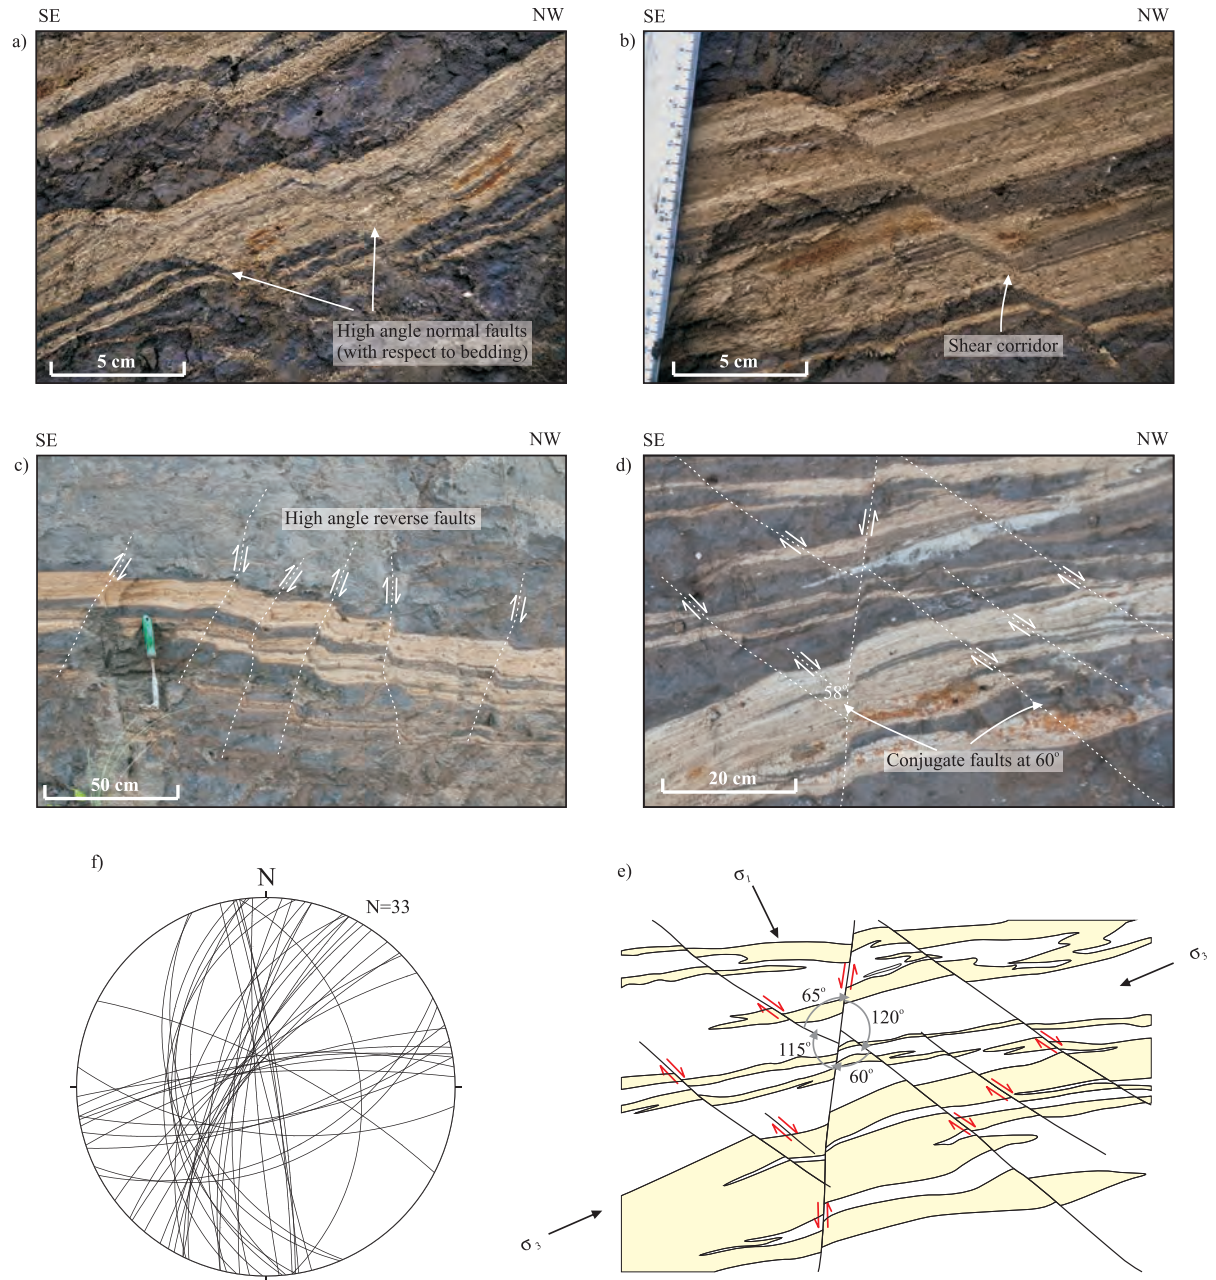 SE NW
a)
High angle normal faults
(with respect to bedding)
5 cm
SE NW
b)
Shear corridor
5 cm
SE NW
c)
High angle reverse faults
50 cm
SE NW
d)
58°
Conjugate faults at 60°
20 cm
f)
N
N=33
e)
σ1
σ3
65°
120°
115°
60°
σ3